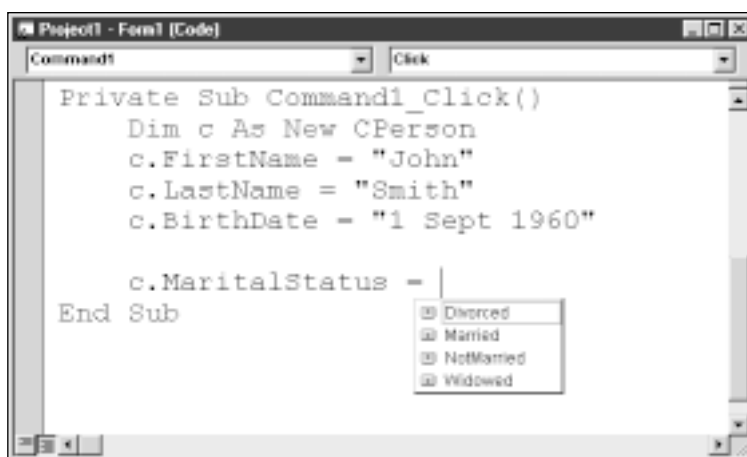 Project1 - Form1 (Code)
Command1 Click
Private Sub Command1_Click()
Dim c As New CPerson
c.FirstName = "John"
c.LastName = "Smith"
c.BirthDate = "1 Sept 1960"
c.MaritalStatus =
End Sub
Divorced
Married
NotMarried
Widowed